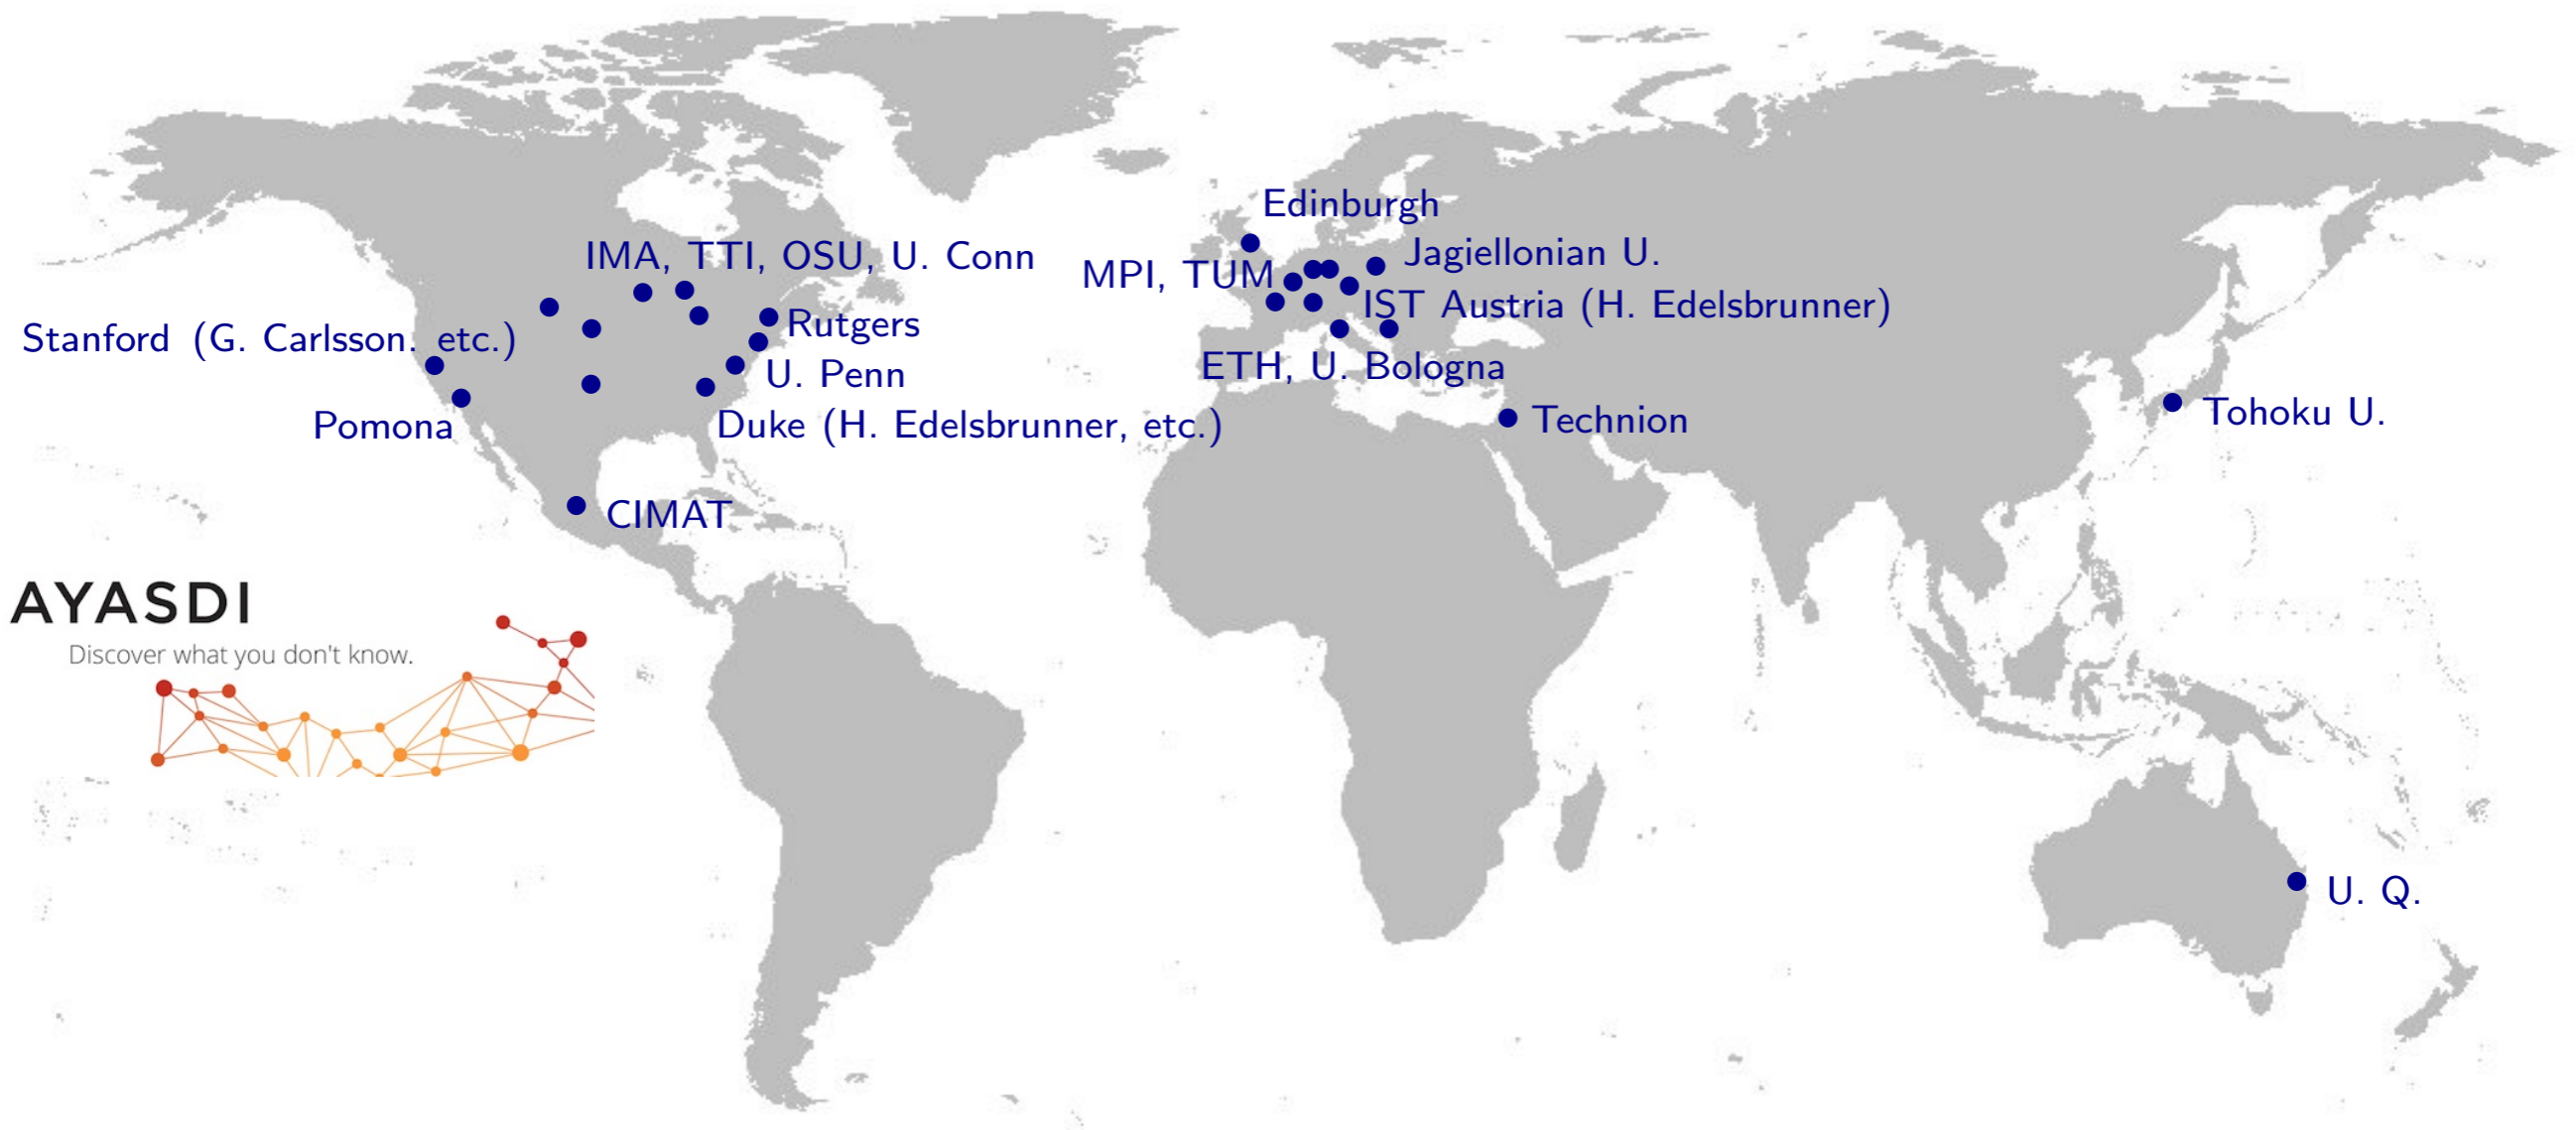 Edinburgh
IMA, TTI, OSU, U. Conn
Jagiellonian U.
MPI, TUM
IST Austria (H. Edelsbrunner)
Stanford (G. Carlsson. etc.)
Rutgers
ETH, U. Bologna
U. Penn
Pomona
Duke (H. Edelsbrunner, etc.)
Technion
Tohoku U.
CIMAT
AYASDI
Discover what you don't know.
U. Q.